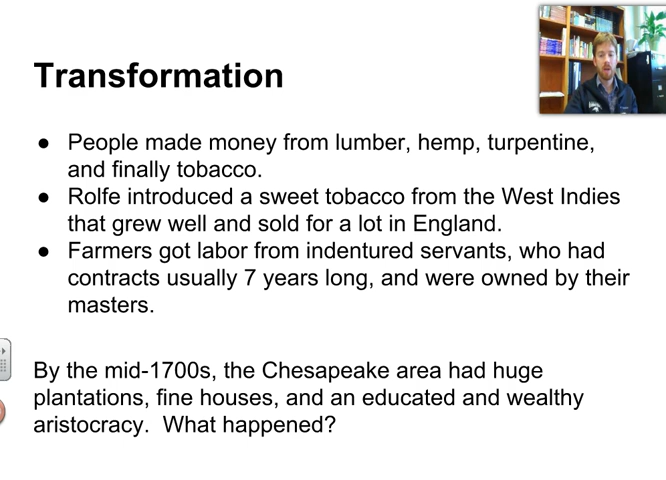 Transformation
● People made money from lumber, hemp, turpentine,
and finally tobacco.
● Rolfe introduced a sweet tobacco from the West Indies
that grew well and sold for a lot in England.
● Farmers got labor from indentured servants, who had
contracts usually 7 years long, and were owned by their
masters.
By the mid-1700s, the Chesapeake area had huge
plantations, fine houses, and an educated and wealthy
aristocracy.  What happened?